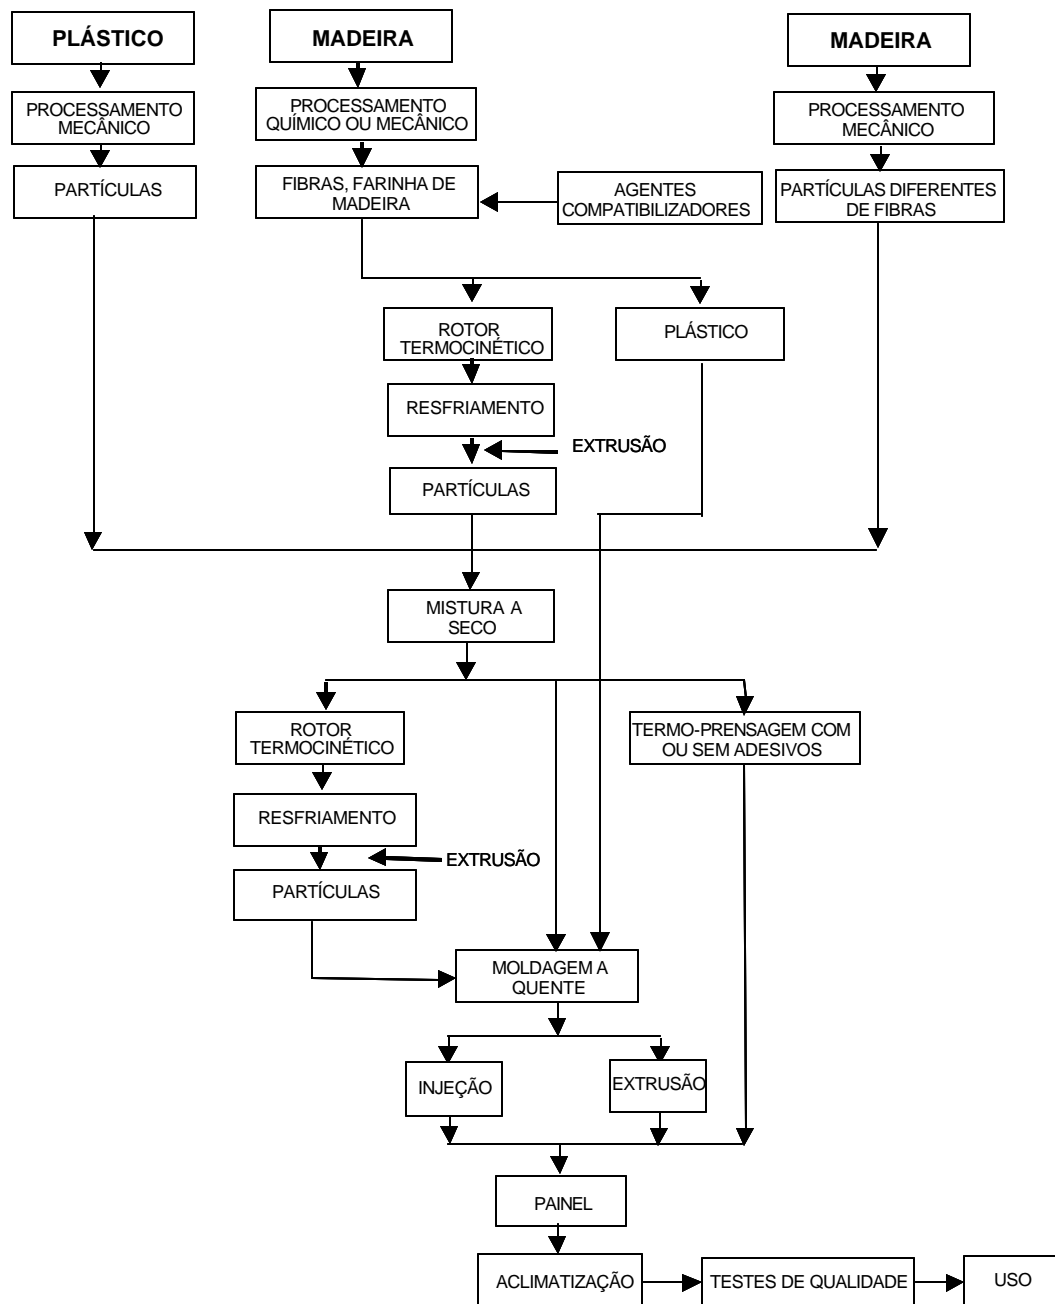 PLÁSTICO
MADEIRA
MADEIRA
PROCESSAMENTO
MECÂNICO
PROCESSAMENTO
QUÍMICO OU MECÂNICO
PROCESSAMENTO
MECÂNICO
PARTÍCULAS
FIBRAS, FARINHA DE
MADEIRA
AGENTES
COMPATIBILIZADORES
PARTÍCULAS DIFERENTES
DE FIBRAS
ROTOR
TERMOCINÉTICO
PLÁSTICO
RESFRIAMENTO
EXTRUSÃO
PARTÍCULAS
MISTURA A
SECO
ROTOR
TERMOCINÉTICO
TERMO-PRENSAGEM COM
OU SEM ADESIVOS
RESFRIAMENTO
EXTRUSÃO
PARTÍCULAS
MOLDAGEM A
QUENTE
INJEÇÃO
EXTRUSÃO
PAINEL
ACLIMATIZAÇÃO
TESTES DE QUALIDADE
USO